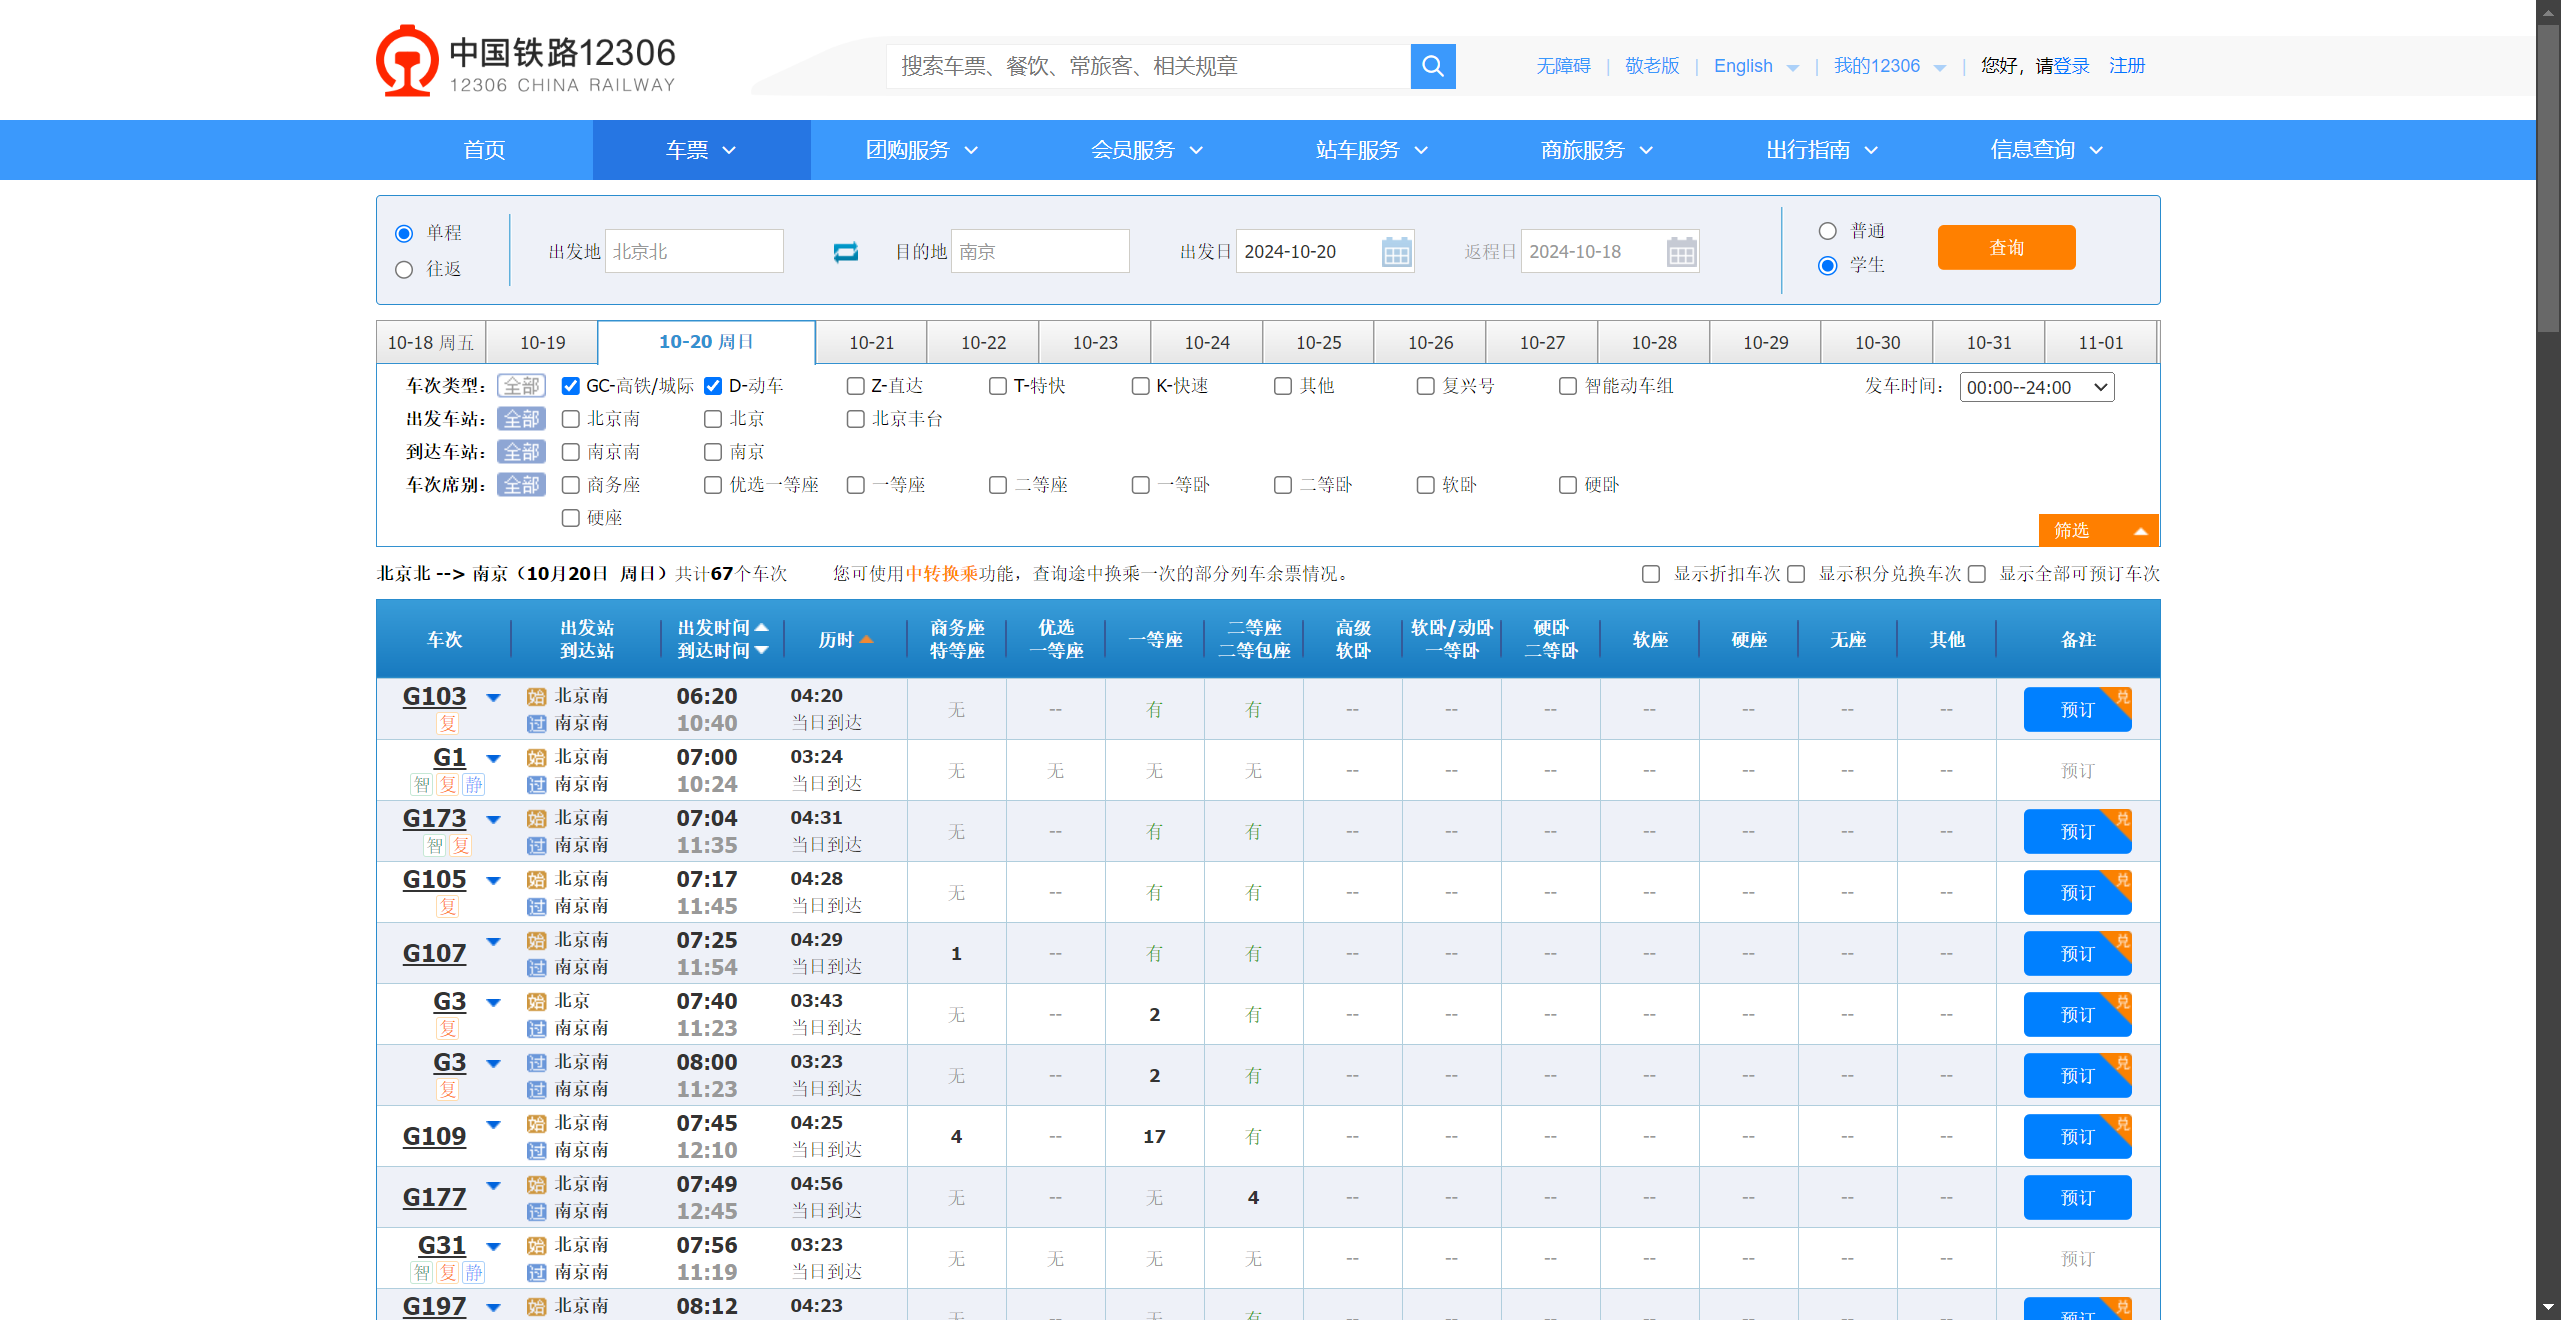 中国铁路12306
12306 CHINA RAILWAY
搜索车票、餐饮、常旅客、相关规章
无障碍 | 敬老版 | English | 我的12306 | 您好，请登录 注册
首页 车票 团购服务 会员服务 站车服务 商旅服务 出行指南 信息查询
单程
往返
出发地 北京北 目的地 南京 出发日 2024-10-20 返程日 2024-10-18
普通
学生
查询
10-18 周五 10-19 10-20 周日 10-21 10-22 10-23 10-24 10-25 10-26 10-27 10-28 10-29 10-30 10-31 11-01
车次类型： 全部 GC-高铁/城际 D-动车 Z-直达 T-特快 K-快速 其他 复兴号 智能动车组 发车时间： 00:00--24:00
出发车站： 全部 北京南 北京 北京丰台
到达车站： 全部 南京南 南京
车次席别： 全部 商务座 优选一等座 一等座 二等座 一等卧 二等卧 软卧 硬卧
硬座
筛选
北京北 --> 南京（10月20日 周日）共计67个车次 您可使用中转换乘功能，查询途中换乘一次的部分列车余票情况。 显示折扣车次 显示积分兑换车次 显示全部可预订车次
车次 出发站 到达站 出发时间 到达时间 历时 商务座 特等座 优选 一等座 一等座 二等座 二等包座 高级 软卧 软卧/动卧 一等卧 硬卧 二等卧 软座 硬座 无座 其他 备注
G103 始 北京南 06:20 04:20 无 -- 有 有 -- -- -- -- -- -- -- 预订 兑
复 过 南京南 10:40 当日到达
G1 始 北京南 07:00 03:24 无 无 无 无 -- -- -- -- -- -- -- 预订
智 复 静 过 南京南 10:24 当日到达
G173 始 北京南 07:04 04:31 无 -- 有 有 -- -- -- -- -- -- -- 预订 兑
智 复 过 南京南 11:35 当日到达
G105 始 北京南 07:17 04:28 无 -- 有 有 -- -- -- -- -- -- -- 预订 兑
复 过 南京南 11:45 当日到达
G107 始 北京南 07:25 04:29 1 -- 有 有 -- -- -- -- -- -- -- 预订 兑
过 南京南 11:54 当日到达
G3 始 北京 07:40 03:43 无 -- 2 有 -- -- -- -- -- -- -- 预订 兑
复 过 南京南 11:23 当日到达
G3 过 北京南 08:00 03:23 无 -- 2 有 -- -- -- -- -- -- -- 预订 兑
复 过 南京南 11:23 当日到达
G109 始 北京南 07:45 04:25 4 -- 17 有 -- -- -- -- -- -- -- 预订 兑
过 南京南 12:10 当日到达
G177 始 北京南 07:49 04:56 无 -- 无 4 -- -- -- -- -- -- -- 预订
过 南京南 12:45 当日到达
G31 始 北京南 07:56 03:23 无 无 无 无 -- -- -- -- -- -- -- 预订
智 复 静 过 南京南 11:19 当日到达
G197 始 北京南 08:12 04:23 无 -- 无 有 -- -- -- -- -- -- -- 预订 兑